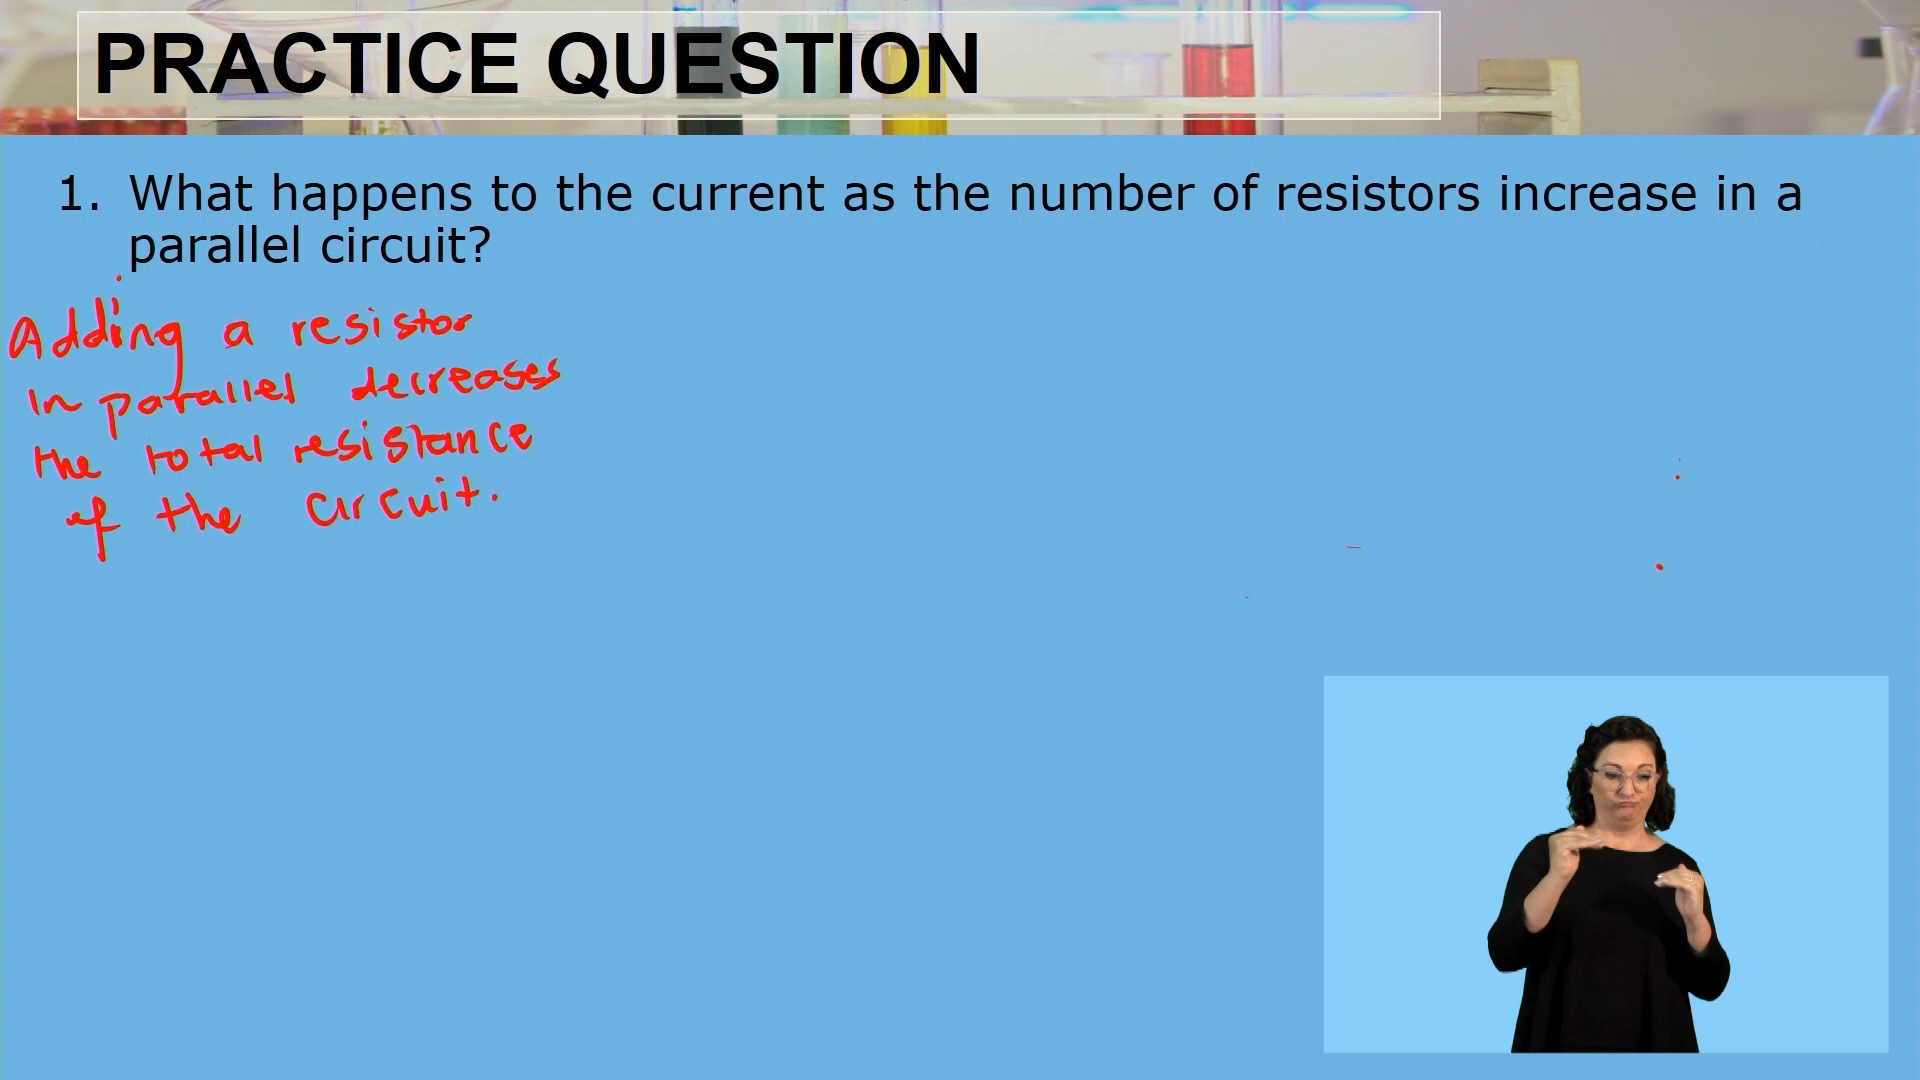 PRACTICE QUESTION
1. What happens to the current as the number of resistors increase in a
parallel circuit?
Adding a resistor
in parallel decreases
the total resistance
of the circuit.